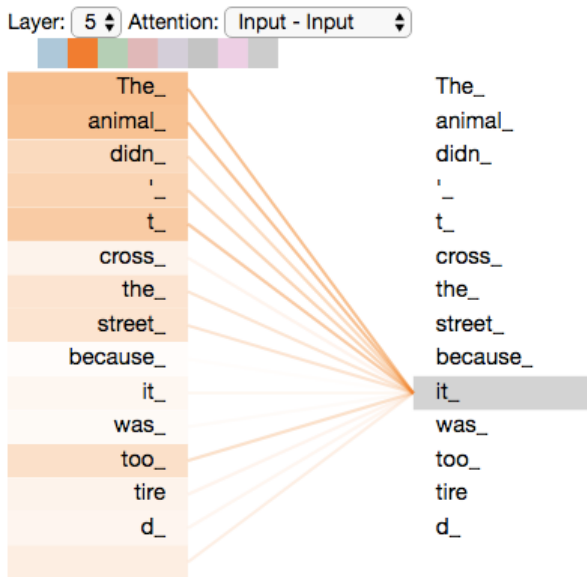 Layer: 5 Attention: Input - Input
The_ The_
animal_ animal_
didn_ didn_
'_ '_
t_ t_
cross_ cross_
the_ the_
street_ street_
because_ because_
it_ it_
was_ was_
too_ too_
tire tire
d_ d_